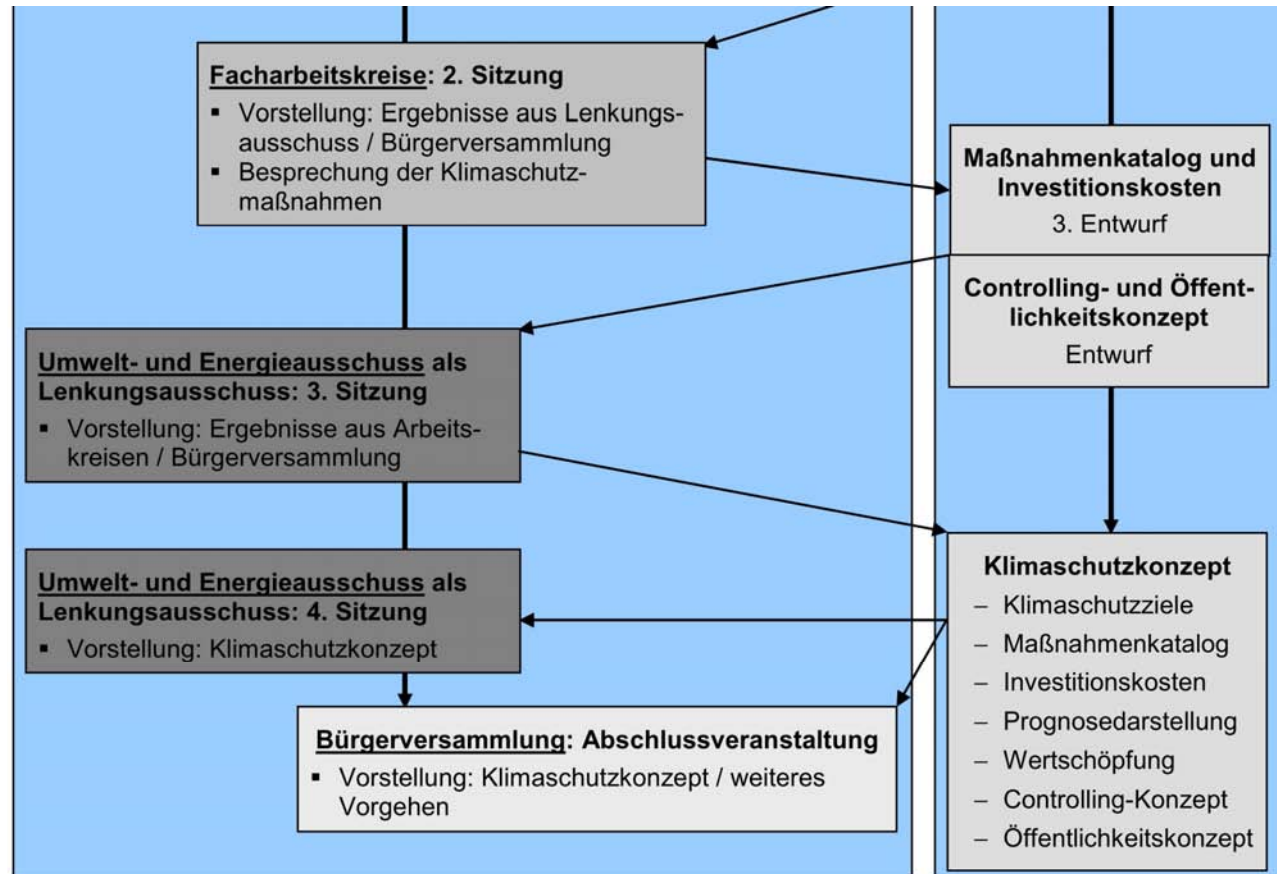 Facharbeitskreise: 2. Sitzung
▪ Vorstellung: Ergebnisse aus Lenkungs-
ausschuss / Bürgerversammlung
▪ Besprechung der Klimaschutz-
maßnahmen
Maßnahmenkatalog und
Investitionskosten
3. Entwurf
Controlling- und Öffent-
lichkeitskonzept
Entwurf
Umwelt- und Energieausschuss als
Lenkungsausschuss: 3. Sitzung
▪ Vorstellung: Ergebnisse aus Arbeits-
kreisen / Bürgerversammlung
Umwelt- und Energieausschuss als
Lenkungsausschuss: 4. Sitzung
▪ Vorstellung: Klimaschutzkonzept
Klimaschutzkonzept
– Klimaschutzziele
– Maßnahmenkatalog
– Investitionskosten
– Prognosedarstellung
– Wertschöpfung
– Controlling-Konzept
– Öffentlichkeitskonzept
Bürgerversammlung: Abschlussveranstaltung
▪ Vorstellung: Klimaschutzkonzept / weiteres
Vorgehen